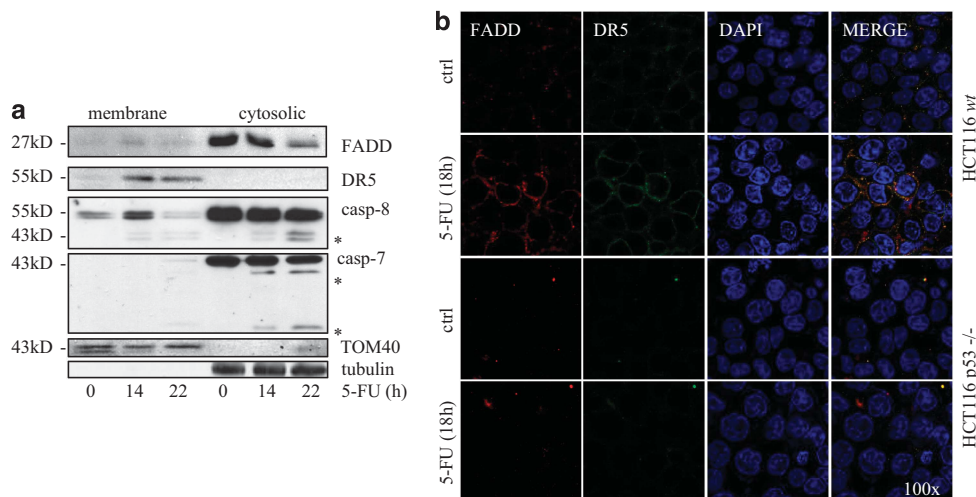 a
membrane cytosolic
27kD - FADD
55kD - DR5
55kD - casp-8
43kD - *
43kD - casp-7
*
*
43kD - TOM40
tubulin
0 14 22 0 14 22 5-FU (h)
b
FADD DR5 DAPI MERGE
ctrl
5-FU (18h)
HCT116 wt
ctrl
5-FU (18h)
HCT116 p53 -/-
100x